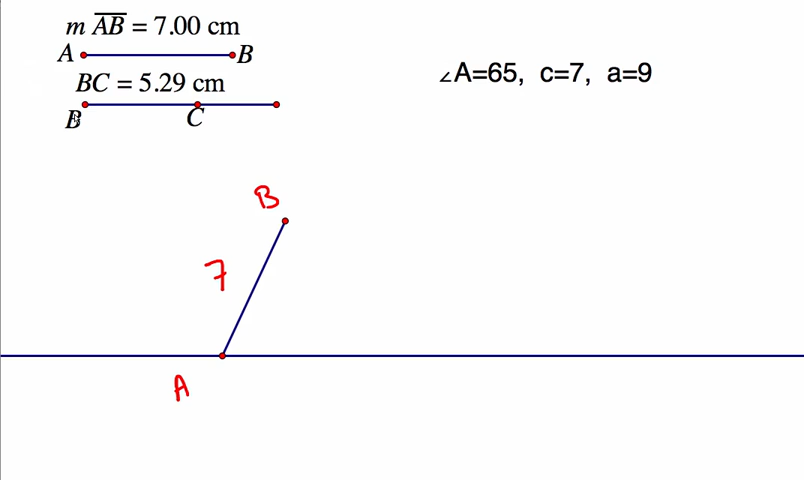 m AB = 7.00 cm
A B
BC = 5.29 cm
B C
∠A=65, c=7, a=9
B
7
A